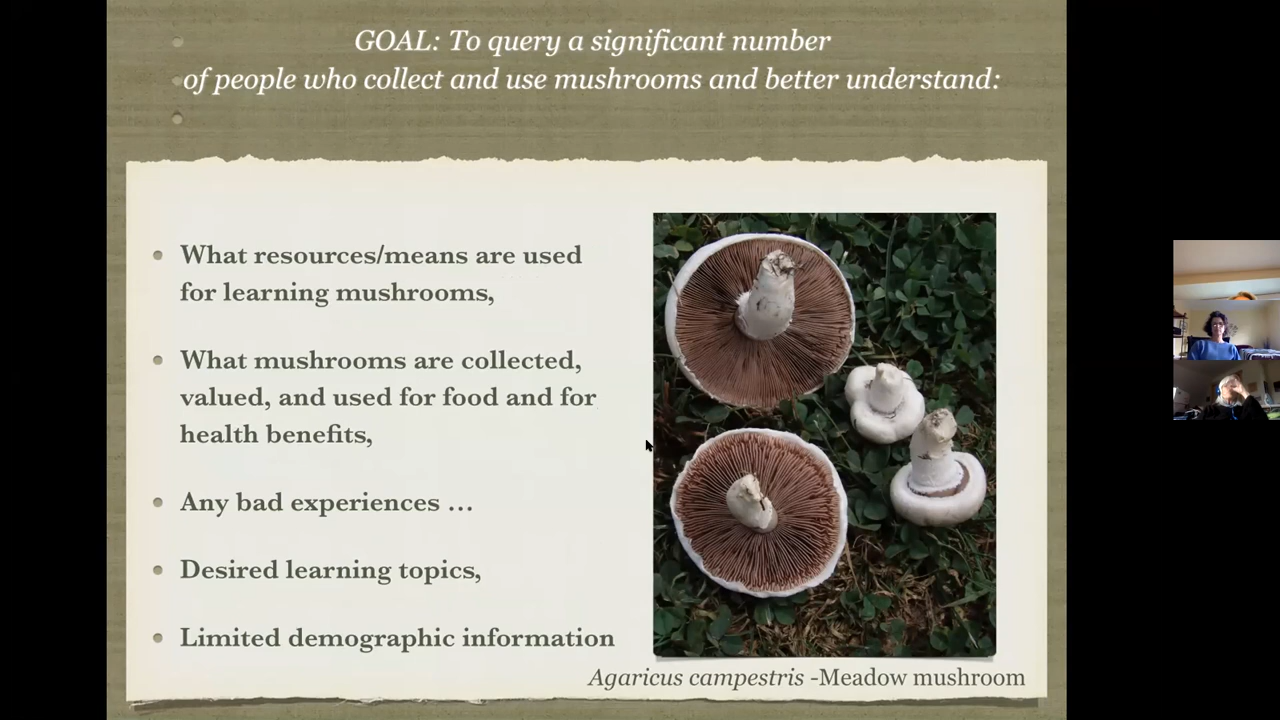 GOAL: To query a significant number
of people who collect and use mushrooms and better understand:
What resources/means are used
for learning mushrooms,
What mushrooms are collected,
valued, and used for food and for
health benefits,
Any bad experiences …
Desired learning topics,
Limited demographic information
Agaricus campestris -Meadow mushroom